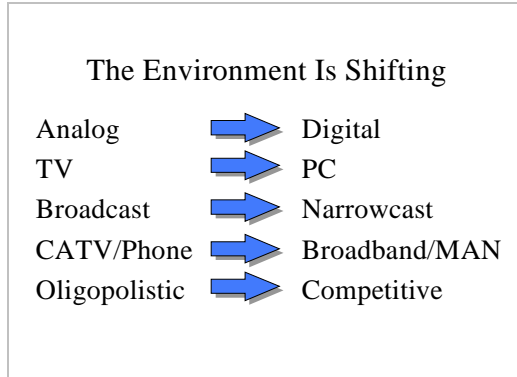 The Environment Is Shifting
Analog Digital
TV PC
Broadcast Narrowcast
CATV/Phone Broadband/MAN
Oligopolistic Competitive